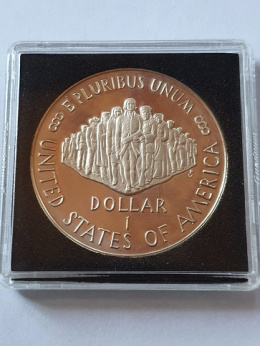 E PLURIBUS UNUM
DOLLAR
1
UNITED STATES OF AMERICA